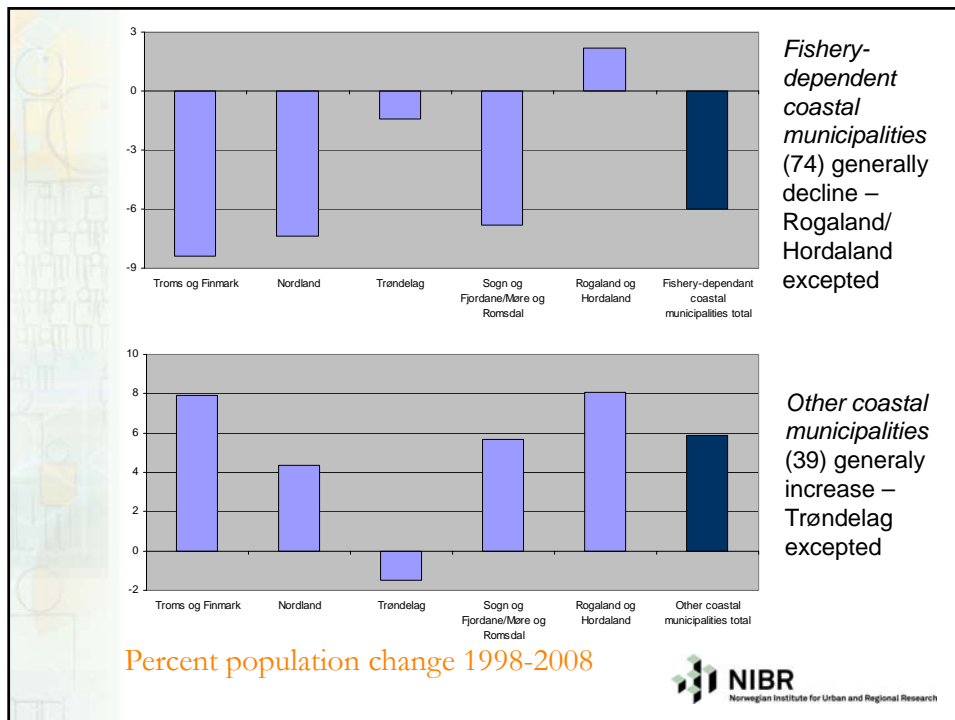 3
0
-3
-6
-9
Troms og Finmark
Nordland
Trøndelag
Sogn og
Fjordane/Møre og
Romsdal
Rogaland og
Hordaland
Fishery-dependant
coastal
municipalities total
Fishery-
dependent
coastal
municipalities
(74) generally
decline –
Rogaland/
Hordaland
excepted
10
8
6
4
2
0
-2
Troms og Finmark
Nordland
Trøndelag
Sogn og
Fjordane/Møre og
Romsdal
Rogaland og
Hordaland
Other coastal
municipalities total
Other coastal
municipalities
(39) generaly
increase –
Trøndelag
excepted
Percent population change 1998-2008
NIBR
Norwegian Institute for Urban and Regional Research